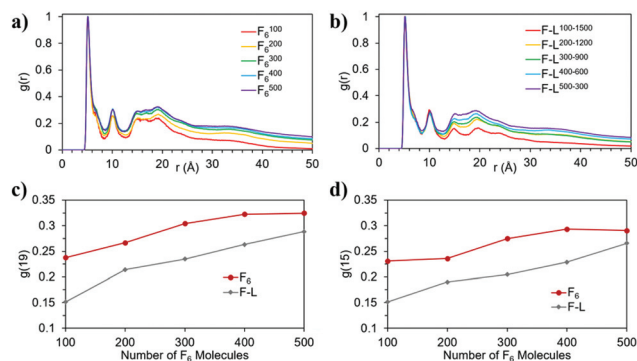 a)
g(r)
1
0.8
0.6
0.4
0.2
0
0 10 20 30 40 50
r (Å)
F₆¹⁰⁰
F₆²⁰⁰
F₆³⁰⁰
F₆⁴⁰⁰
F₆⁵⁰⁰
b)
g(r)
1
0.8
0.6
0.4
0.2
0
0 10 20 30 40 50
r (Å)
F-L¹⁰⁰⁻¹⁵⁰⁰
F-L²⁰⁰⁻¹²⁰⁰
F-L³⁰⁰⁻⁹⁰⁰
F-L⁴⁰⁰⁻⁶⁰⁰
F-L⁵⁰⁰⁻³⁰⁰
c)
g(19)
0.35
0.3
0.25
0.2
0.15
0.1
100 200 300 400 500
Number of F₆ Molecules
F₆
F-L
d)
g(15)
0.35
0.3
0.25
0.2
0.15
0.1
100 200 300 400 500
Number of F₆ Molecules
F₆
F-L